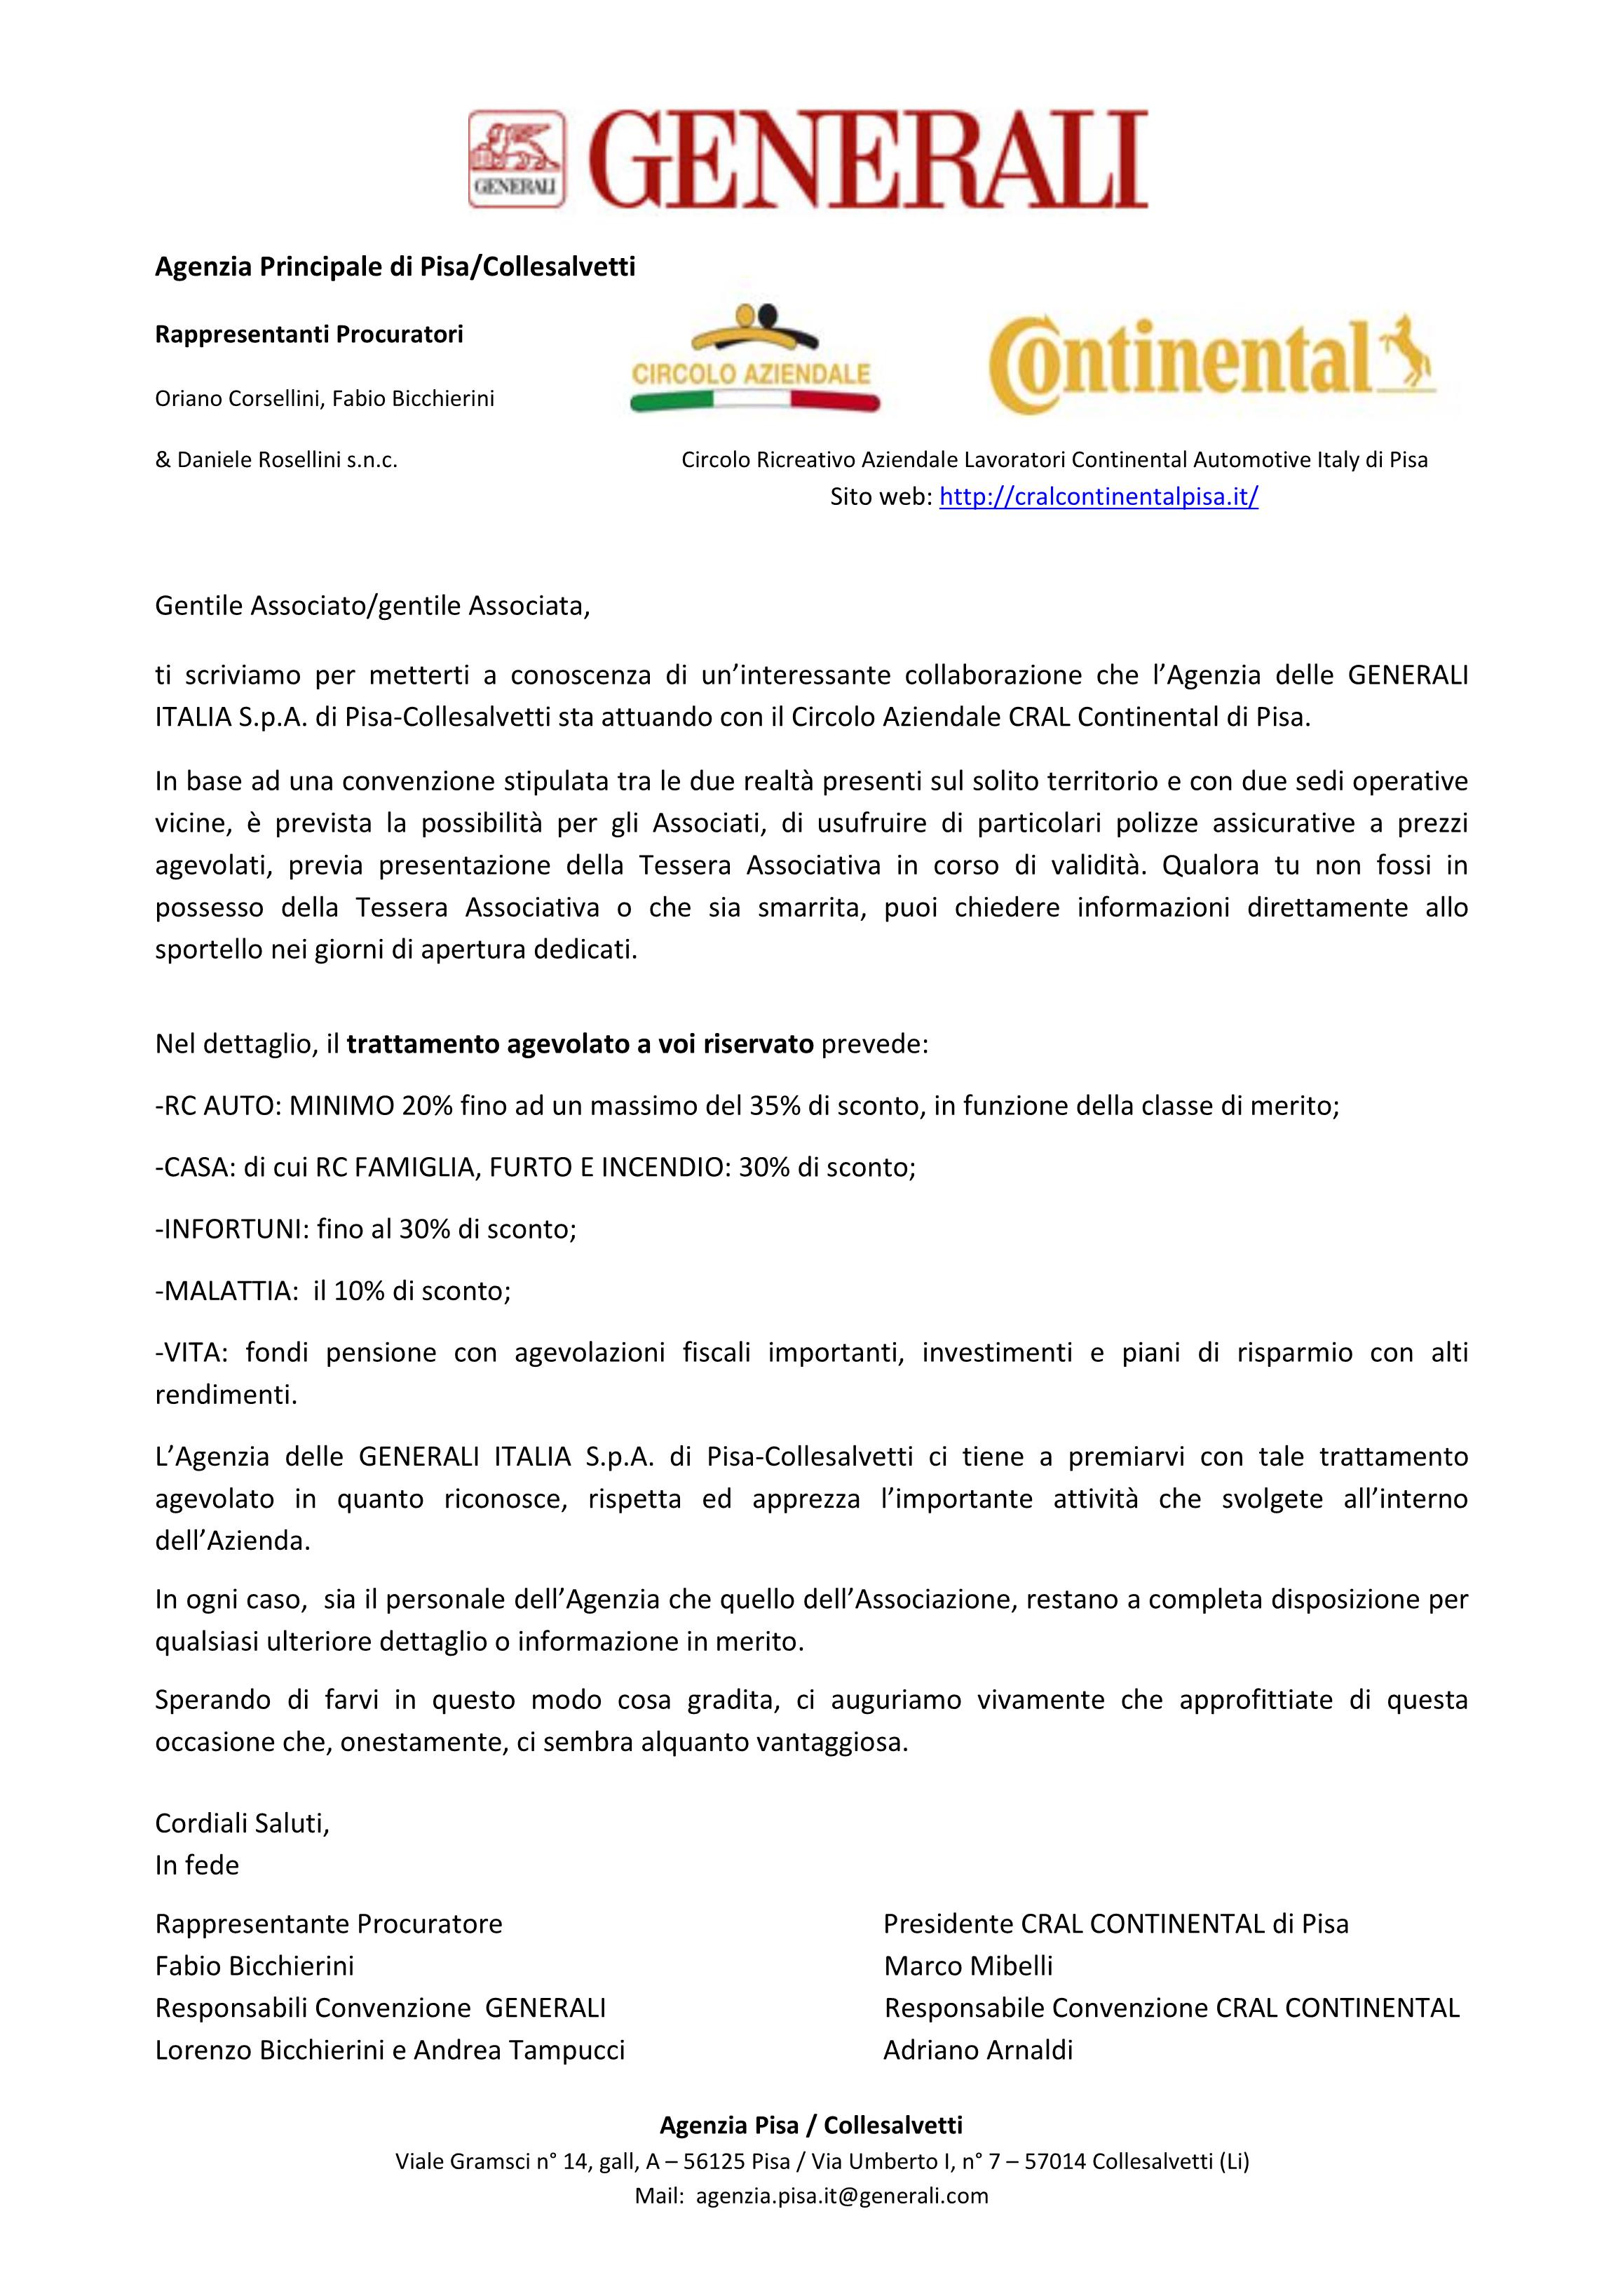 GENERALI
GENERALI
Agenzia Principale di Pisa/Collesalvetti
Rappresentanti Procuratori
Oriano Corsellini, Fabio Bicchierini
& Daniele Rosellini s.n.c.
CIRCOLO AZIENDALE
Continental
Circolo Ricreativo Aziendale Lavoratori Continental Automotive Italy di Pisa
Sito web: http://cralcontinentalpisa.it/
Gentile Associato/gentile Associata,
ti scriviamo per metterti a conoscenza di un’interessante collaborazione che l’Agenzia delle GENERALI
ITALIA S.p.A. di Pisa-Collesalvetti sta attuando con il Circolo Aziendale CRAL Continental di Pisa.
In base ad una convenzione stipulata tra le due realtà presenti sul solito territorio e con due sedi operative
vicine, è prevista la possibilità per gli Associati, di usufruire di particolari polizze assicurative a prezzi
agevolati, previa presentazione della Tessera Associativa in corso di validità. Qualora tu non fossi in
possesso della Tessera Associativa o che sia smarrita, puoi chiedere informazioni direttamente allo
sportello nei giorni di apertura dedicati.
Nel dettaglio, il trattamento agevolato a voi riservato prevede:
-RC AUTO: MINIMO 20% fino ad un massimo del 35% di sconto, in funzione della classe di merito;
-CASA: di cui RC FAMIGLIA, FURTO E INCENDIO: 30% di sconto;
-INFORTUNI: fino al 30% di sconto;
-MALATTIA:  il 10% di sconto;
-VITA: fondi pensione con agevolazioni fiscali importanti, investimenti e piani di risparmio con alti
rendimenti.
L’Agenzia delle GENERALI ITALIA S.p.A. di Pisa-Collesalvetti ci tiene a premiarvi con tale trattamento
agevolato in quanto riconosce, rispetta ed apprezza l’importante attività che svolgete all’interno
dell’Azienda.
In ogni caso,  sia il personale dell’Agenzia che quello dell’Associazione, restano a completa disposizione per
qualsiasi ulteriore dettaglio o informazione in merito.
Sperando di farvi in questo modo cosa gradita, ci auguriamo vivamente che approfittiate di questa
occasione che, onestamente, ci sembra alquanto vantaggiosa.
Cordiali Saluti,
In fede
Rappresentante Procuratore
Fabio Bicchierini
Responsabili Convenzione  GENERALI
Lorenzo Bicchierini e Andrea Tampucci
Presidente CRAL CONTINENTAL di Pisa
Marco Mibelli
Responsabile Convenzione CRAL CONTINENTAL
Adriano Arnaldi
Agenzia Pisa / Collesalvetti
Viale Gramsci n° 14, gall, A – 56125 Pisa / Via Umberto I, n° 7 – 57014 Collesalvetti (Li)
Mail:  agenzia.pisa.it@generali.com